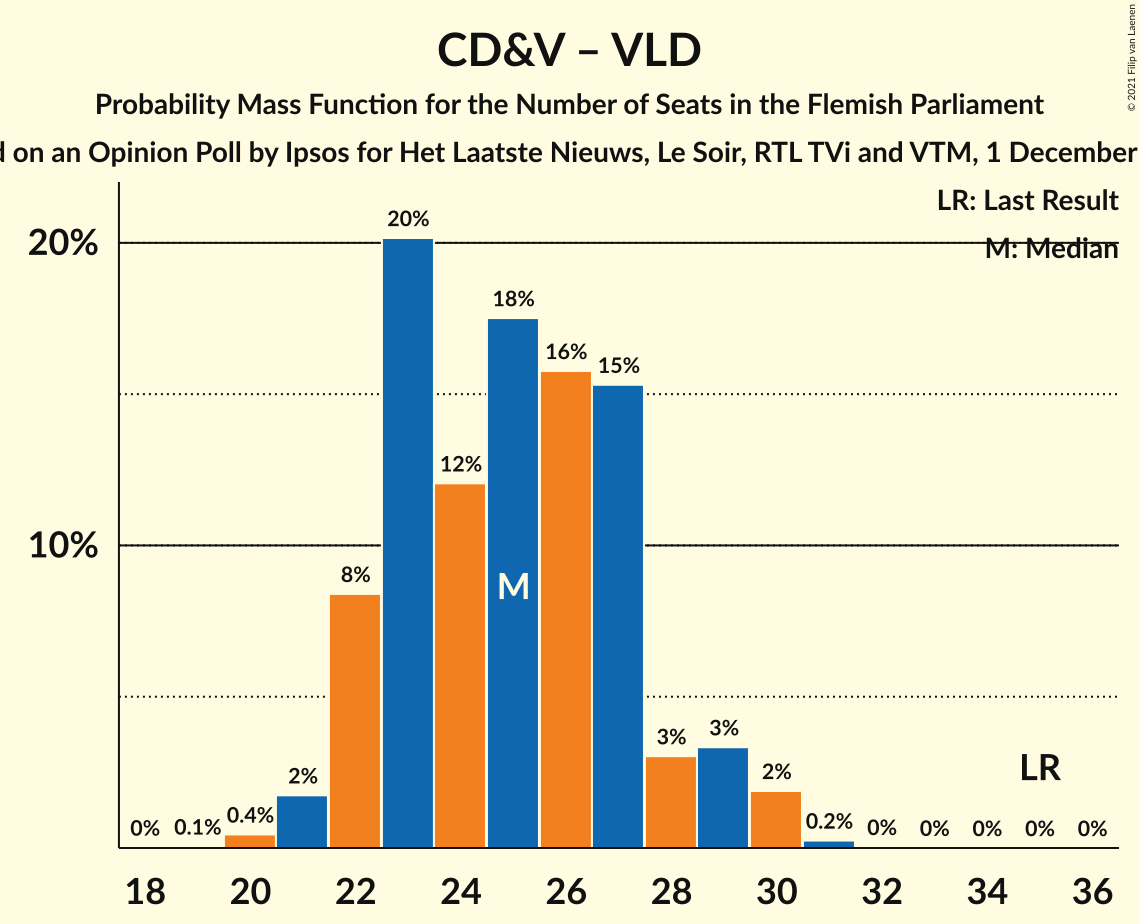 © 2021 Filip van Laenen
CD&V – VLD
Probability Mass Function for the Number of Seats in the Flemish Parliament
on an Opinion Poll by Ipsos for Het Laatste Nieuws, Le Soir, RTL TVi and VTM, 1 December
LR: Last Result
M: Median
20%
10%
0% 0.1% 0.4% 2% 8% 20% 12% 18% 16% 15% 3% 3% 2% 0.2% 0% 0% 0% 0% 0%
M
LR
18 20 22 24 26 28 30 32 34 36